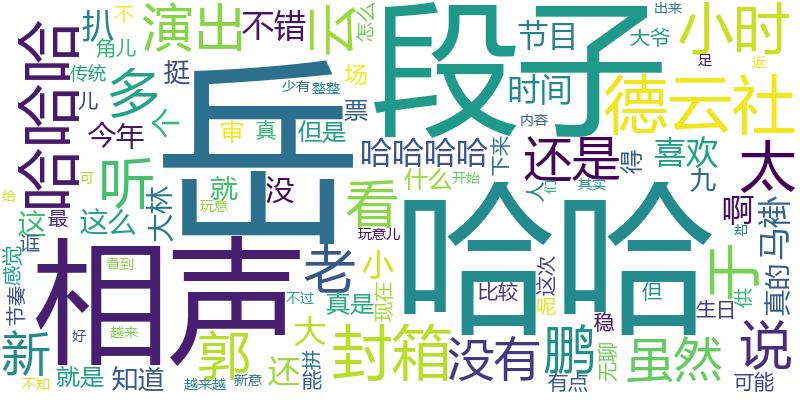 哈哈哈
扒
演出
不错
云
怎么
不
角儿
传统
多
挺
场
少有
整整
票
今年
儿
个
审
真
但是
段子
节目
大爷
出来
小时
足
返
时间
德云社
内容
岳
哈哈哈哈
下来
还是
得
喜欢
九
太
听
就
没
什么
开始
人
们
其实
可
给
这
最
这么
大林
玩意
看
玩意儿
啊
却
马褂
诓
感觉
节奏
相声
看到
老
小
现在
不过
真是
哈哈
比较
这次
呢
但
于
供
真的
生日
稳
好
越来
新
不知
就是
知道
郭
越来越
新意
大
还
拱
能
封箱
没有
鹏
有点
无聊
虽然
说
可能